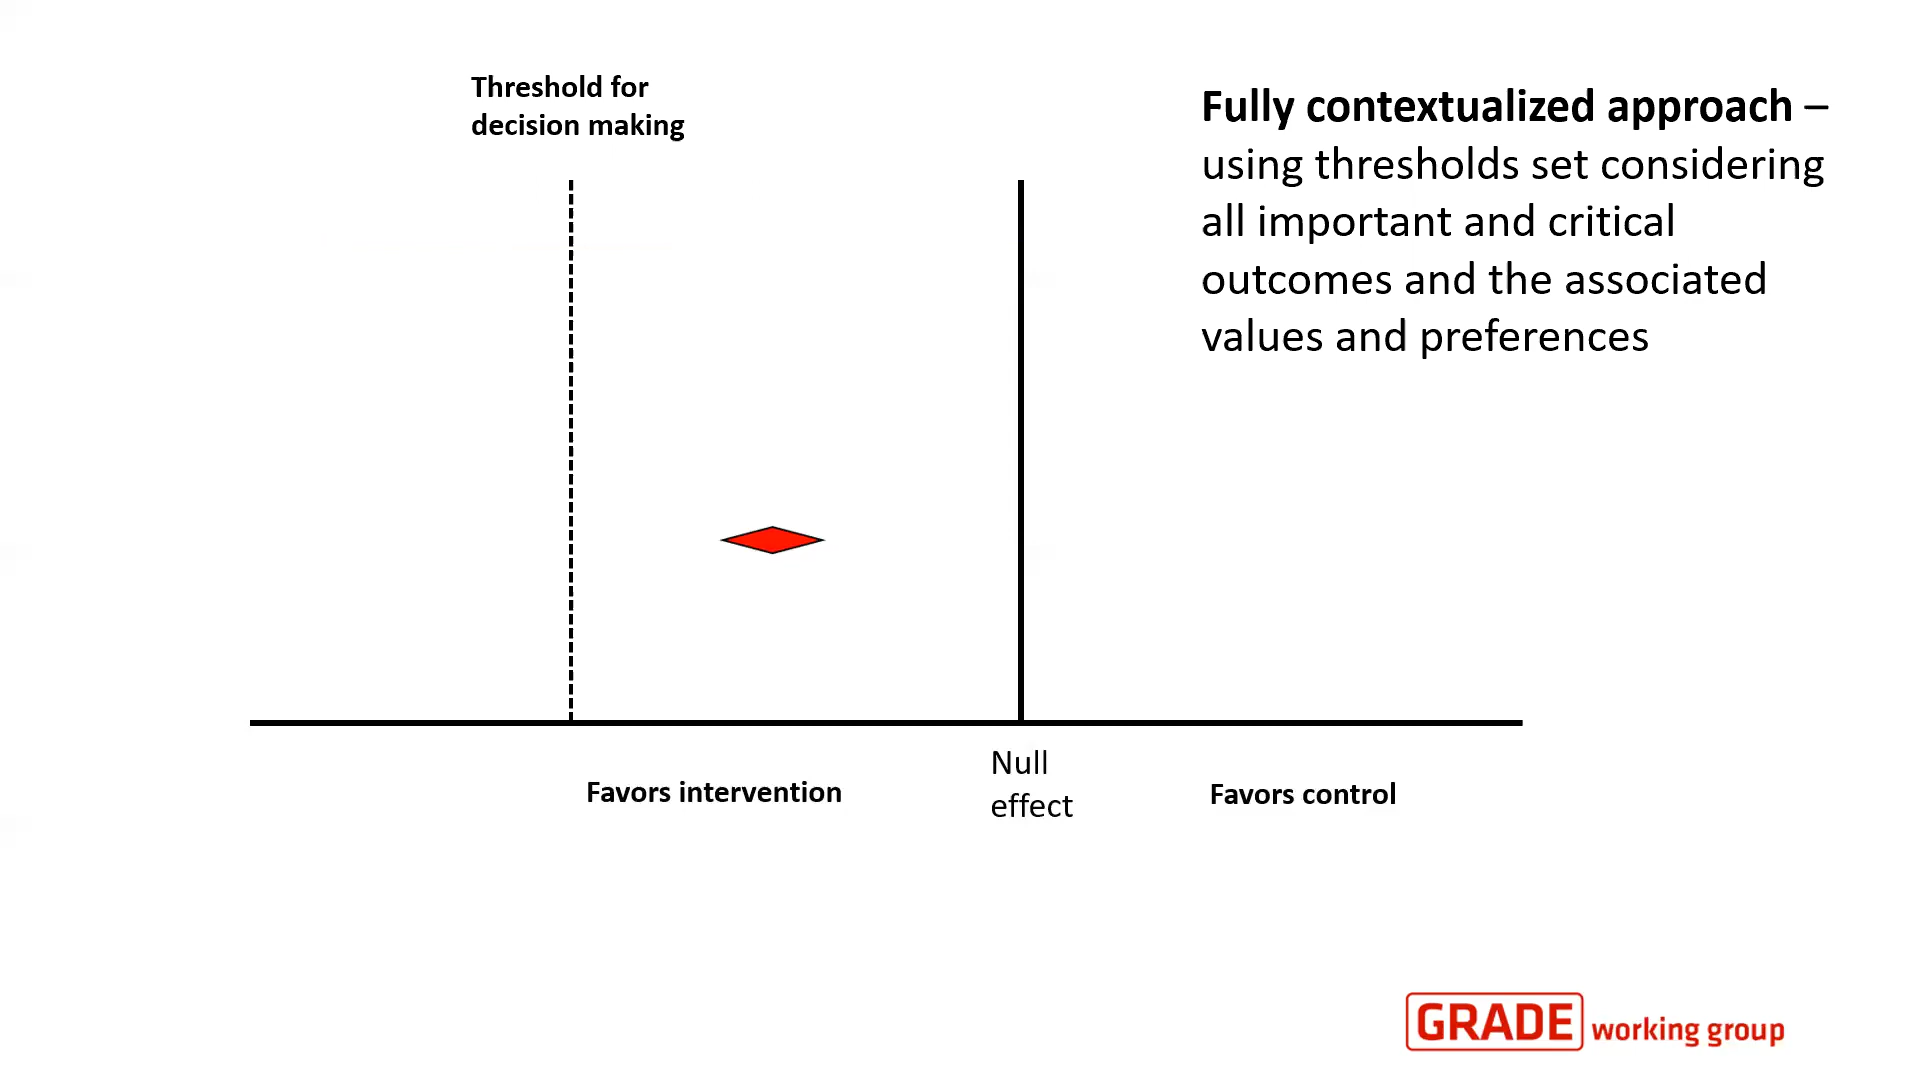 Threshold for
decision making
Fully contextualized approach –
using thresholds set considering
all important and critical
outcomes and the associated
values and preferences
Null
effect
Favors intervention
Favors control
GRADE working group